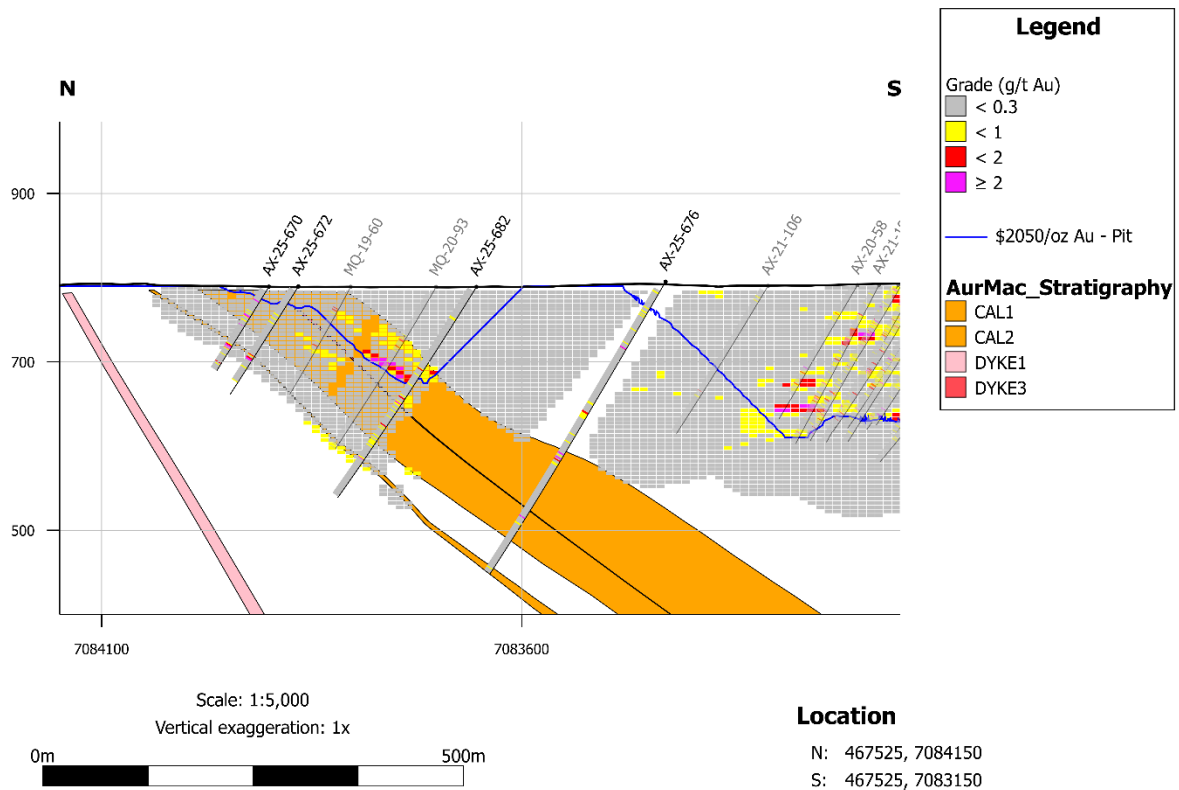 Legend
N
S
Grade (g/t Au)
< 0.3
< 1
< 2
≥ 2
$2050/oz Au - Pit
AurMac_Stratigraphy
CAL1
CAL2
DYKE1
DYKE3
900
700
500
AX-25-670
AX-25-672
MQ-19-60
MQ-20-93
AX-25-682
AX-25-676
AX-21-106
AX-20-58
7084100
7083600
Scale: 1:5,000
Vertical exaggeration: 1x
0m
500m
Location
N: 467525, 7084150
S: 467525, 7083150